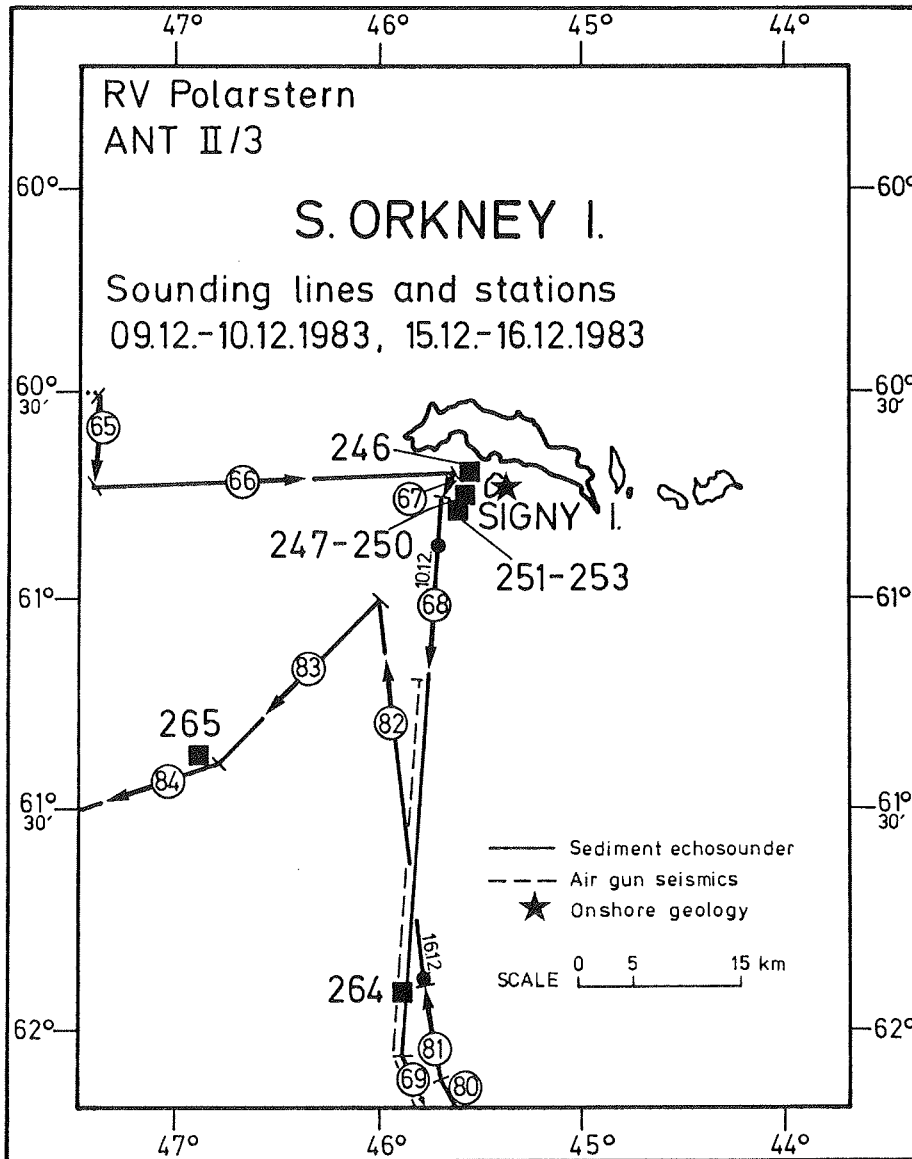 47° 46° 45° 44°
RV Polarstern
ANT II/3
60° 60°
S. ORKNEY I.
Sounding lines and stations
09.12.-10.12.1983, 15.12.-16.12.1983
60° 60°
30′ 30′
65
246
66
67
SIGNY I.
247-250
251-253
10.12.
61° 61°
68
83
265
82
84
61° 61°
30′ 30′
Sediment echosounder
Air gun seismics
Onshore geology
16.12.
SCALE 0 5 15 km
264
62° 62°
81
69 80
47° 46° 45° 44°